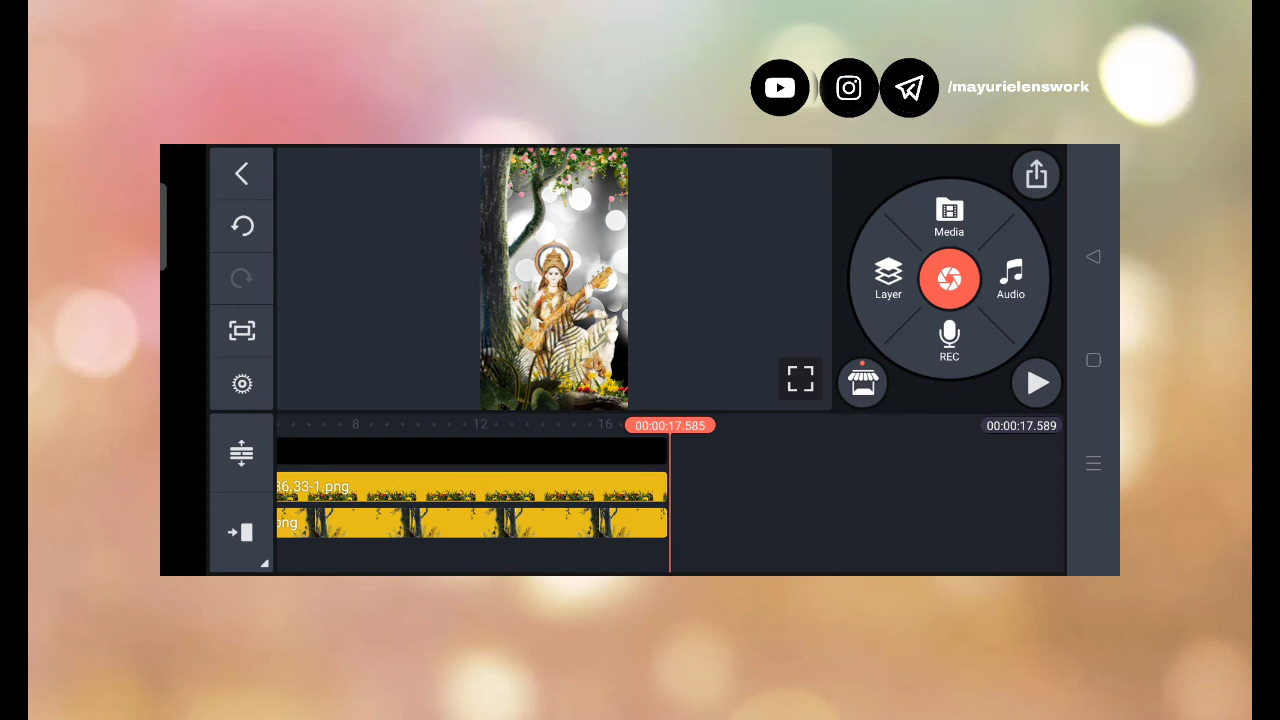 /mayurielenswork
Media
Layer
Audio
REC
8
12
16
00:00:17.585
00:00:17.589
36.33-1.png
png